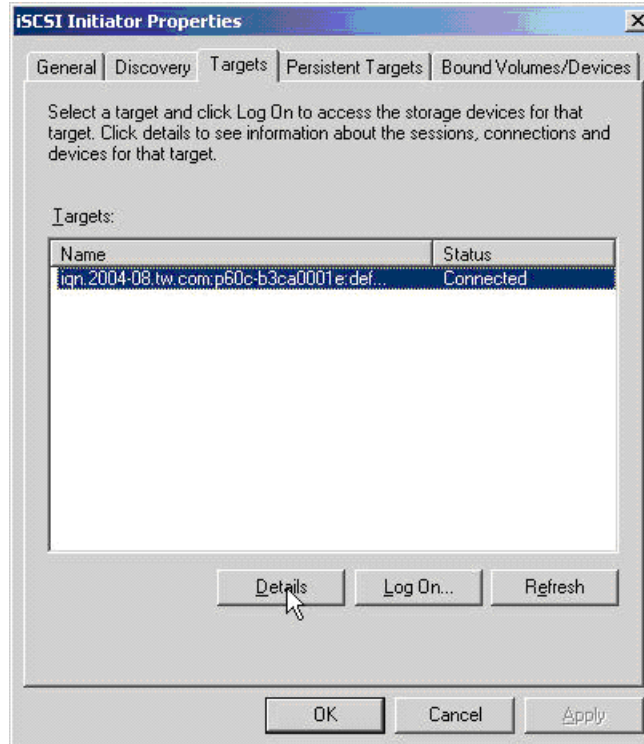 iSCSI Initiator Properties
General Discovery Targets Persistent Targets Bound Volumes/Devices
Select a target and click Log On to access the storage devices for that
target. Click details to see information about the sessions, connections and
devices for that target.
Targets:
Name Status
iqn.2004-08.tw.com:p60c-b3ca0001e:def... Connected
Details Log On... Refresh
OK Cancel Apply